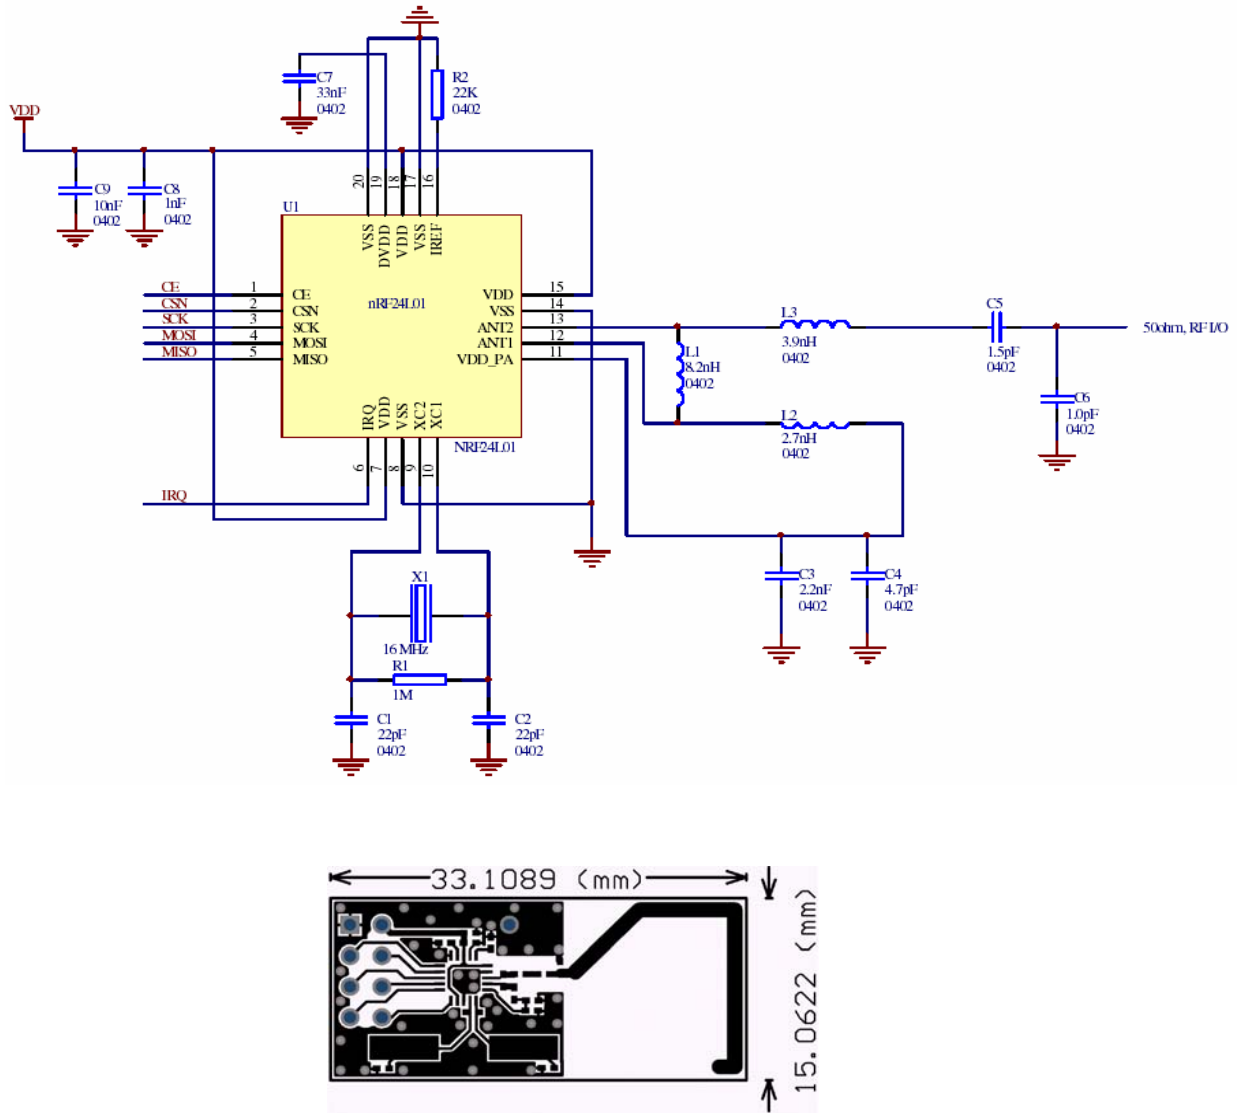 C7
33nF
0402
R2
22K
0402
VDD
C9
10nF
0402
C8
1nF
0402
20
19
18
17
16
U1
VSS
DVDD
VDD
VSS
IREF
nRF24L01
CE
CSN
SCK
MOSI
MISO
1
2
3
4
5
CE
CSN
SCK
MOSI
MISO
VDD
VSS
ANT2
ANT1
VDD_PA
15
14
13
12
11
IRQ
VDD
VSS
XC2
XC1
NRF24L01
6
7
8
9
10
IRQ
L3
3.9nH
0402
C5
1.5pF
0402
50ohm, RF I/O
L1
8.2nH
0402
C6
1.0pF
0402
L2
2.7nH
0402
C3
2.2nF
0402
C4
4.7pF
0402
X1
16 MHz
R1
1M
C1
22pF
0402
C2
22pF
0402
33.1089 (mm)
15.0622 (mm)